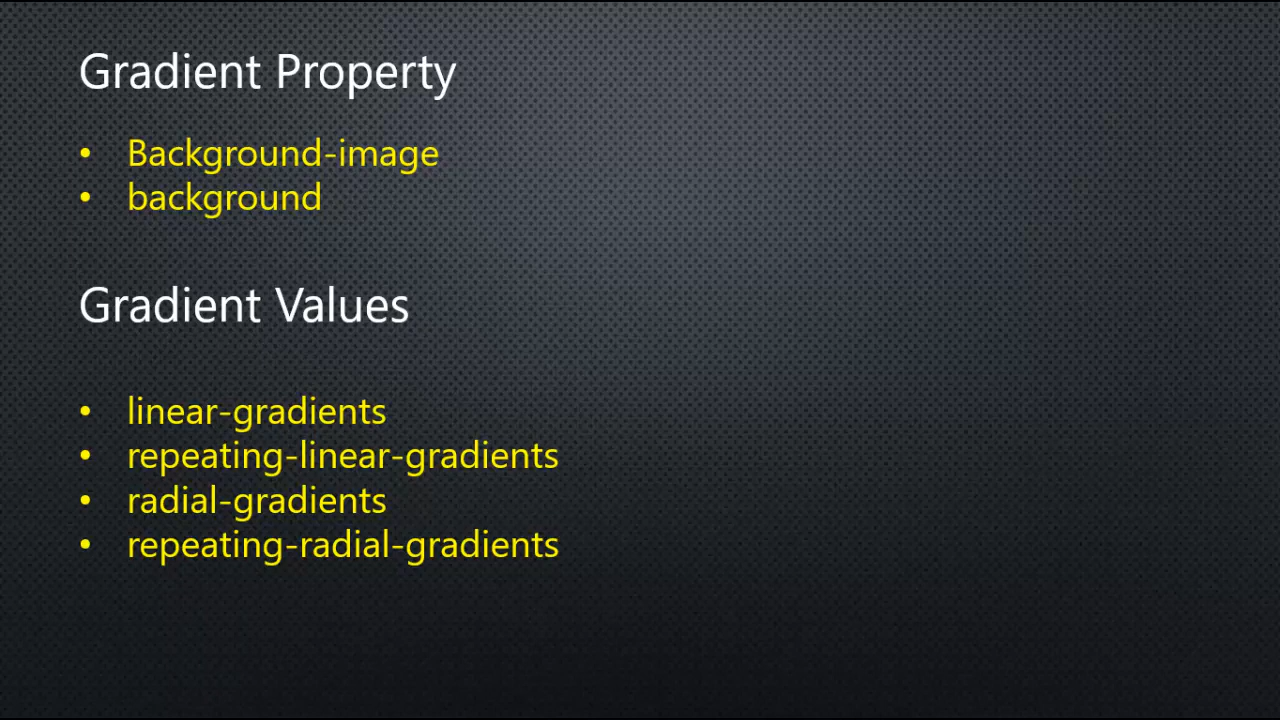 Gradient Property
• Background-image
• background
Gradient Values
• linear-gradients
• repeating-linear-gradients
• radial-gradients
• repeating-radial-gradients